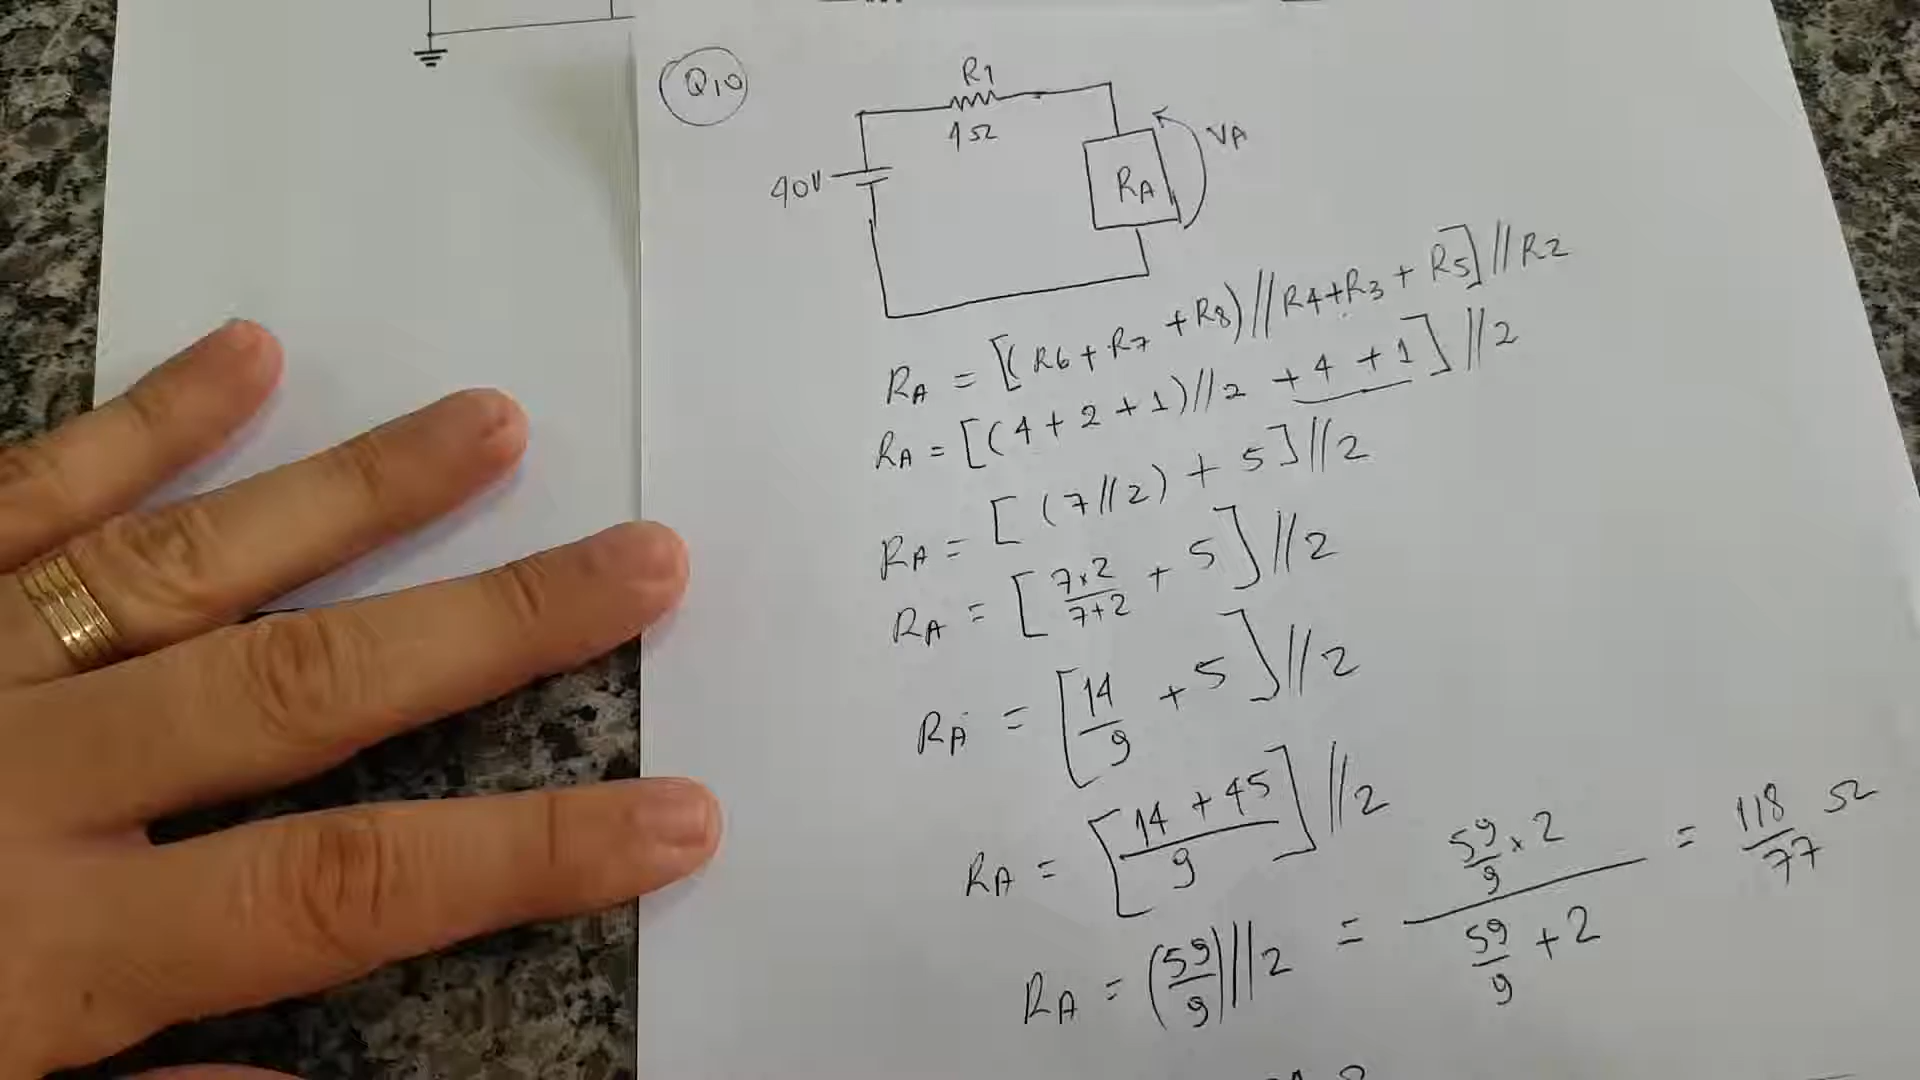 Q10
R1
1Ω
40V
RA
VA
RA = [(R6 + R7 + R8) // R4 + R3 + R5] // R2
RA = [(4 + 2 + 1) // 2 + 4 + 1] // 2
RA = [(7 // 2) + 5] // 2
RA = [7×2/7+2 + 5] // 2
RA = [14/9 + 5] // 2
RA = [14 + 45/9] // 2
RA = (59/9) // 2 = 59/9 × 2 / 59/9 + 2 = 118/77 Ω